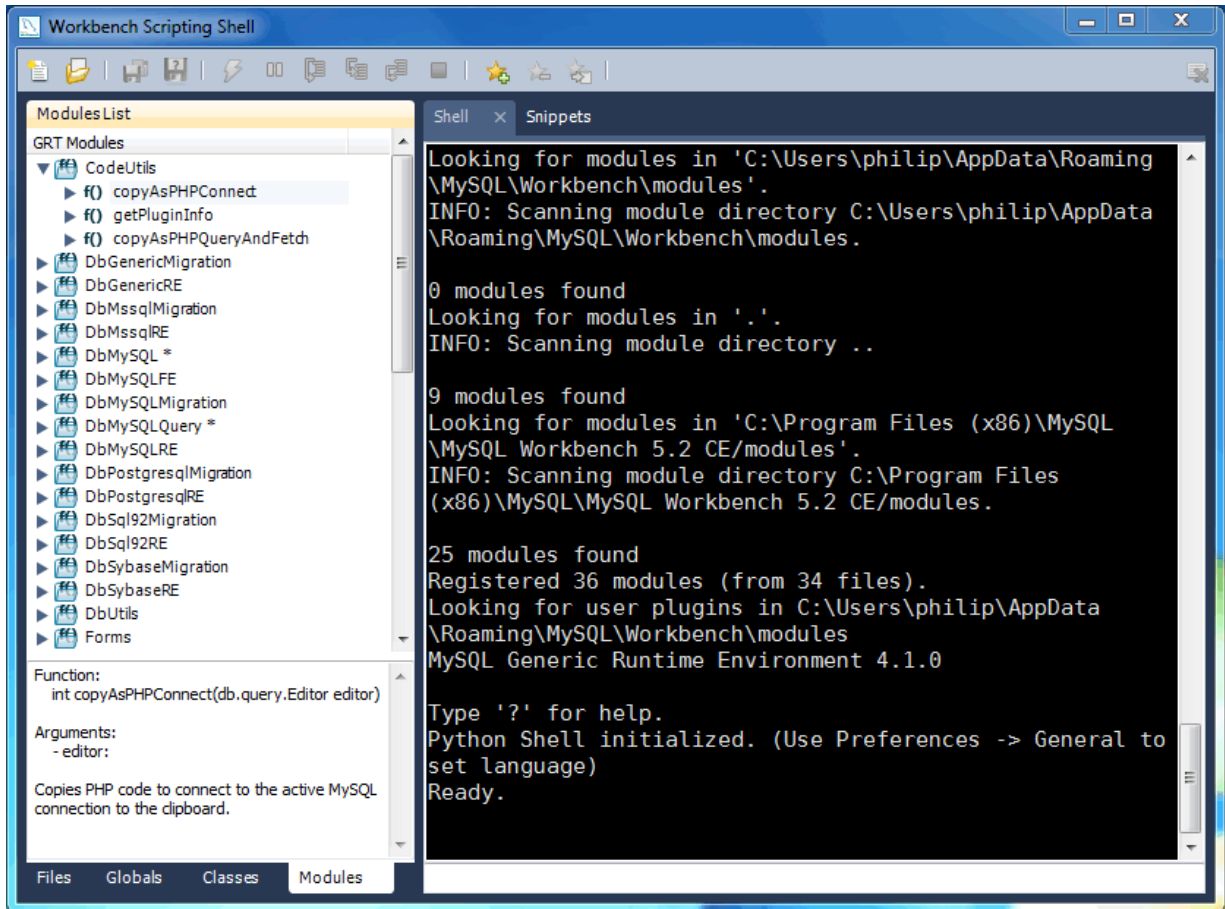 Workbench Scripting Shell
Modules List
GRT Modules
CodeUtils
f() copyAsPHPConnect
f() getPluginInfo
f() copyAsPHPQueryAndFetch
DbGenericMigration
DbGenericRE
DbMssqlMigration
DbMssqlRE
DbMySQL *
DbMySQLFE
DbMySQLMigration
DbMySQLQuery *
DbMySQLRE
DbPostgresqlMigration
DbPostgresqlRE
DbSql92Migration
DbSql92RE
DbSybaseMigration
DbSybaseRE
DbUtils
Forms
Function:
int copyAsPHPConnect(db.query.Editor editor)
Arguments:
- editor:
Copies PHP code to connect to the active MySQL
connection to the clipboard.
Files Globals Classes Modules
Shell Snippets
Looking for modules in 'C:\Users\philip\AppData\Roaming
\MySQL\Workbench\modules'.
INFO: Scanning module directory C:\Users\philip\AppData
\Roaming\MySQL\Workbench\modules.
0 modules found
Looking for modules in '.'.
INFO: Scanning module directory ..
9 modules found
Looking for modules in 'C:\Program Files (x86)\MySQL
\MySQL Workbench 5.2 CE/modules'.
INFO: Scanning module directory C:\Program Files
(x86)\MySQL\MySQL Workbench 5.2 CE/modules.
25 modules found
Registered 36 modules (from 34 files).
Looking for user plugins in C:\Users\philip\AppData
\Roaming\MySQL\Workbench\modules
MySQL Generic Runtime Environment 4.1.0
Type '?' for help.
Python Shell initialized. (Use Preferences -> General to
set language)
Ready.